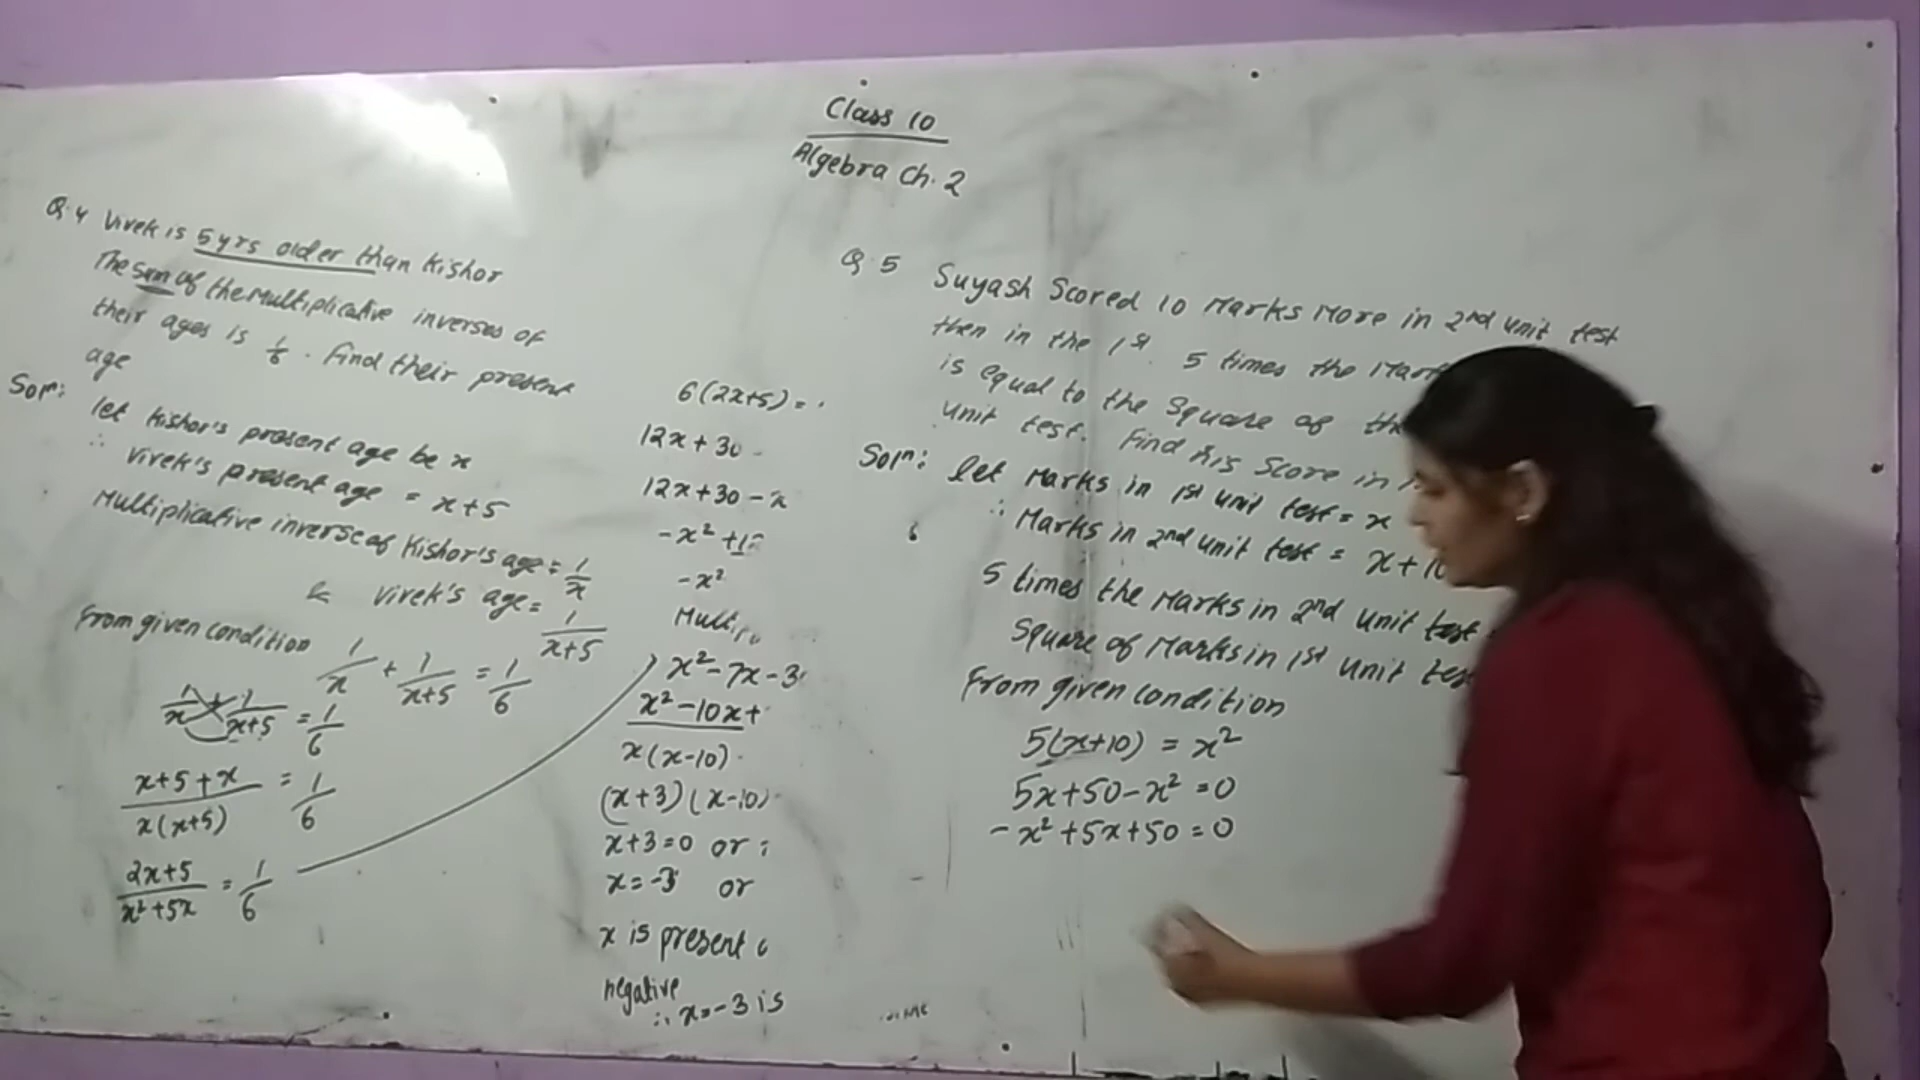 Class 10
Algebra Ch. 2
Q.4 Vivek is 5yrs older than Kishor
The sum of the Multiplicative inverses of
their ages is 1/6. Find their present
age
Solⁿ: let Kishor's present age be x
∴ Vivek's present age = x+5
Multiplicative inverse of Kishor's age = 1/x
& Vivek's age = 1/x+5
From given condition
1/x + 1/x+5 = 1/6
1/x + 1/x+5 = 1/6
x+5+x/x(x+5) = 1/6
2x+5/x²+5x = 1/6
6(2x+5) =
12x+30
12x+30-x
-x²+12
-x²
x²-7x-3
x²-10x+
x(x-10)
(x+3)(x-10)
x+3=0 or
x=-3 or
x is present
negative
∴ x=-3 is
Q.5 Suyash Scored 10 Marks More in 2nd unit test
then in the 1st. 5 times the
is equal to the Square of
unit test. Find his Score in
Solⁿ: let Marks in 1st unit test = x
∴ Marks in 2nd unit test = x+10
5 times the Marks in 2nd unit test
Square of Marks in 1st unit test
From given condition
5(x+10) = x²
5x+50-x²=0
-x²+5x+50=0